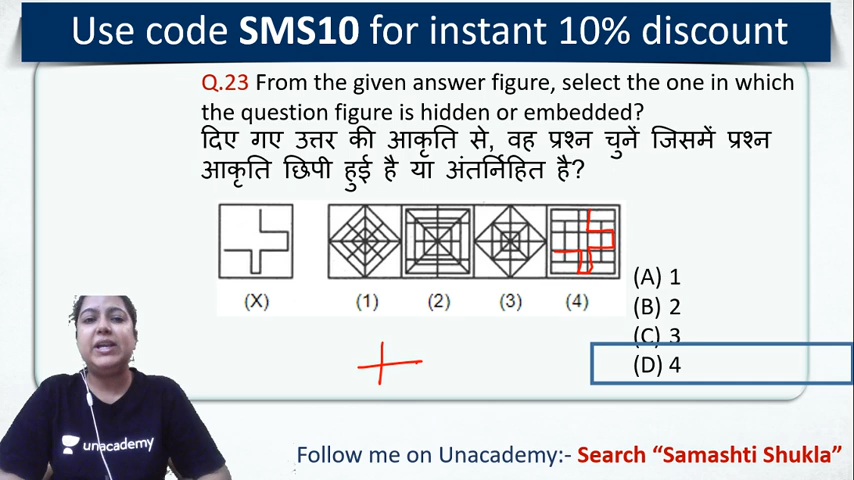 Use code SMS10 for instant 10% discount
Q.23 From the given answer figure, select the one in which
the question figure is hidden or embedded?
दिए गए उत्तर की आकृति से, वह प्रश्न चुनें जिसमें प्रश्न
आकृति छिपी हुई है या अंतर्निहित है?
(X) (1) (2) (3) (4)
(A) 1
(B) 2
(C) 3
(D) 4
unacademy
Follow me on Unacademy:- Search “Samashti Shukla”